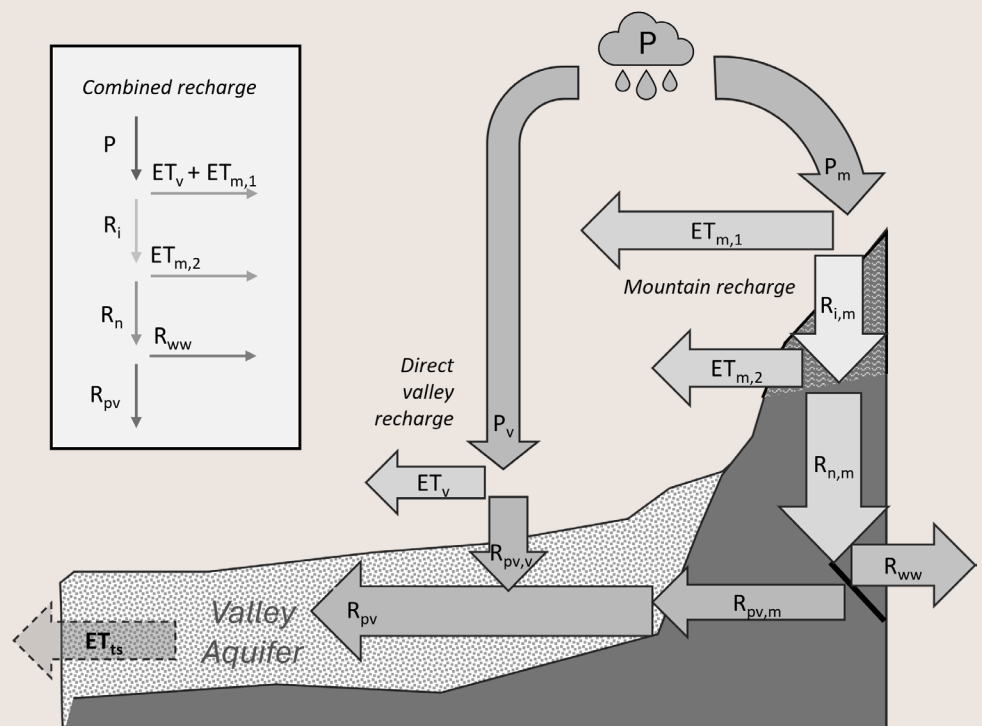 Combined recharge
P
ETv + ETm,1
Ri
ETm,2
Rn
Rww
Rpv
P
Pm
ETm,1
Mountain recharge
Ri,m
ETm,2
Direct
valley
recharge
Pv
Rn,m
ETv
Rpv,v
Rww
Rpv
Rpv,m
Valley
Aquifer
ETts